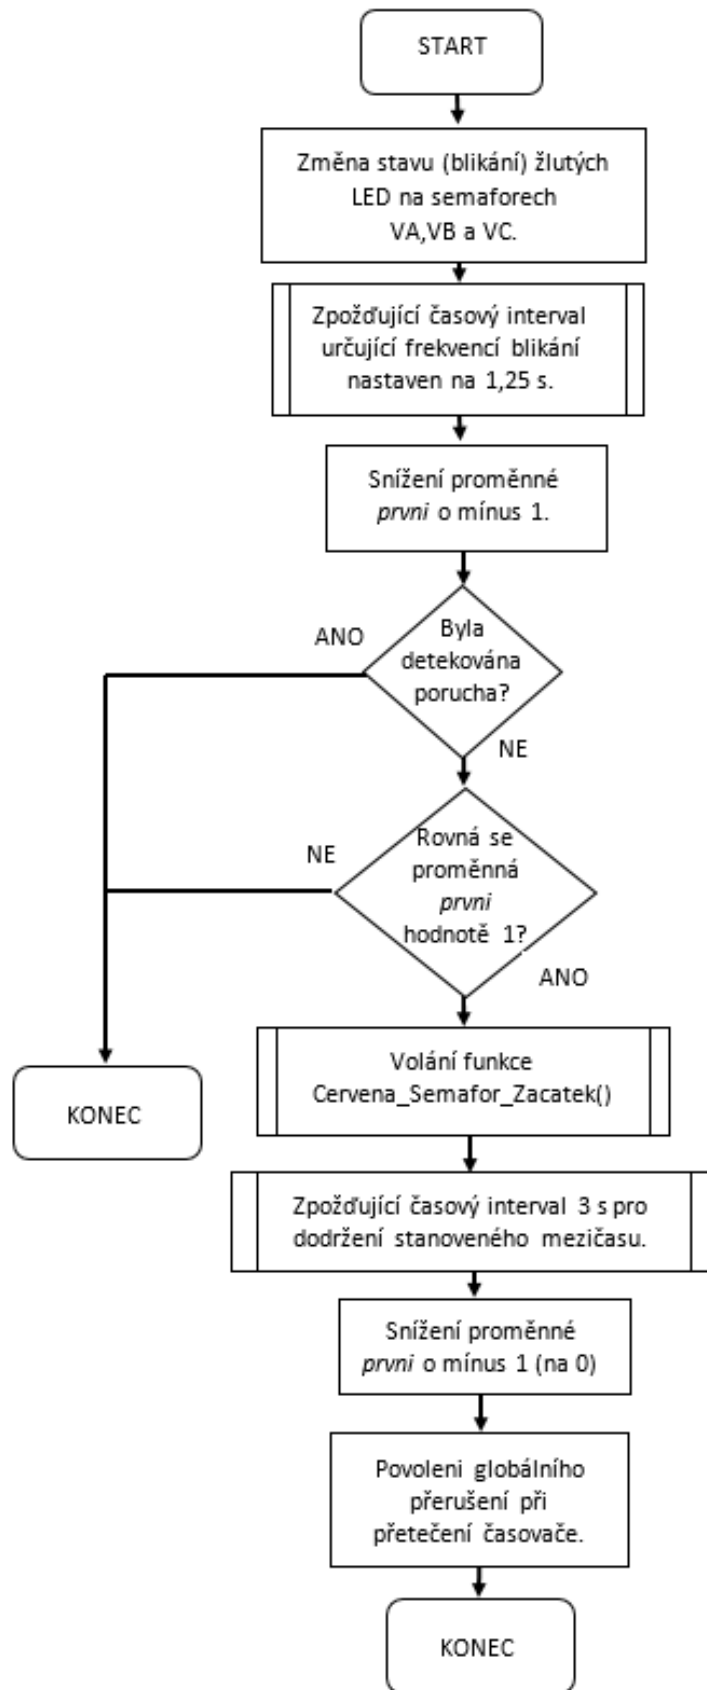 START
Změna stavu (blikání) žlutých
LED na semaforech
VA,VB a VC.
Zpožďující časový interval
určující frekvencí blikání
nastaven na 1,25 s.
Snížení proměnné
prvni o mínus 1.
ANO
Byla
detekována
porucha?
NE
NE
Rovná se
proměnná
prvni
hodnotě 1?
ANO
Volání funkce
Cervena_Semafor_Zacatek()
KONEC
Zpožďující časový interval 3 s pro
dodržení stanoveného mezičasu.
Snížení proměnné
prvni o mínus 1 (na 0)
Povoleni globálního
přerušení při
přetečení časovače.
KONEC